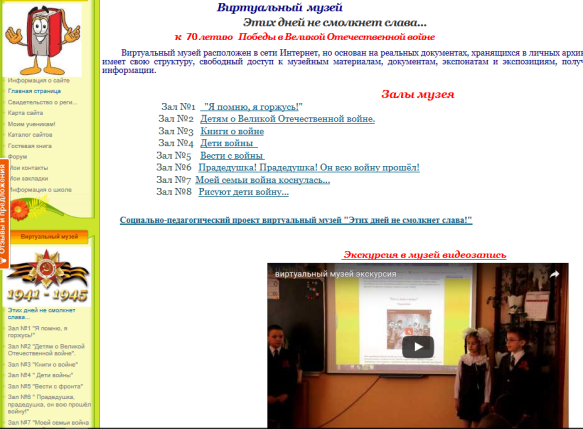 Виртуальный музей
Этих дней не смолкнет слава...
к 70 летию Победы в Великой Отечественной войне
Виртуальный музей расположен в сети Интернет, но основан на реальных документах, хранящихся в личных архи
имеет свою структуру, свободный доступ к музейным материалам, документам, экспонатам и экспозициям, полу
информации.
Залы музея
Зал №1 "Я помню, я горжусь!"
Зал №2 Детям о Великой Отечественной войне.
Зал №3 Книги о войне
Зал №4 Дети войны
Зал №5 Вести с войны
Зал №6 Прадедушка! Прадедушка! Он всю войну прошёл!
Зал №7 Моей семьи война коснулась...
Зал №8 Рисуют дети войну...
Социально-педагогический проект виртуальный музей "Этих дней не смолкнет слава!"
Экскурсия в музей видеозапись
виртуальный музей экскурсия
Информация о сайте
Главная страница
Свидетельство о реги...
Карта сайта
Моим ученикам!
Каталог сайтов
Гостевая книга
Форум
Мои контакты
Мои закладки
Информация о школе
Отзывы и предложения
Виртуальный музей
1941 - 1945
Этих дней не смолкнет
слава...
Зал №1 "Я помню, я
горжусь!"
Зал №2 "Детям о Великой
Отечественной войне".
Зал №3 "Книги о войне"
Зал №4 " Дети войны"
Зал №5 "Вести с фронта"
Зал №6 " Прадедушка,
прадедушка, он вою прошёл
войну!"
Зал №7 "Моей семьи война